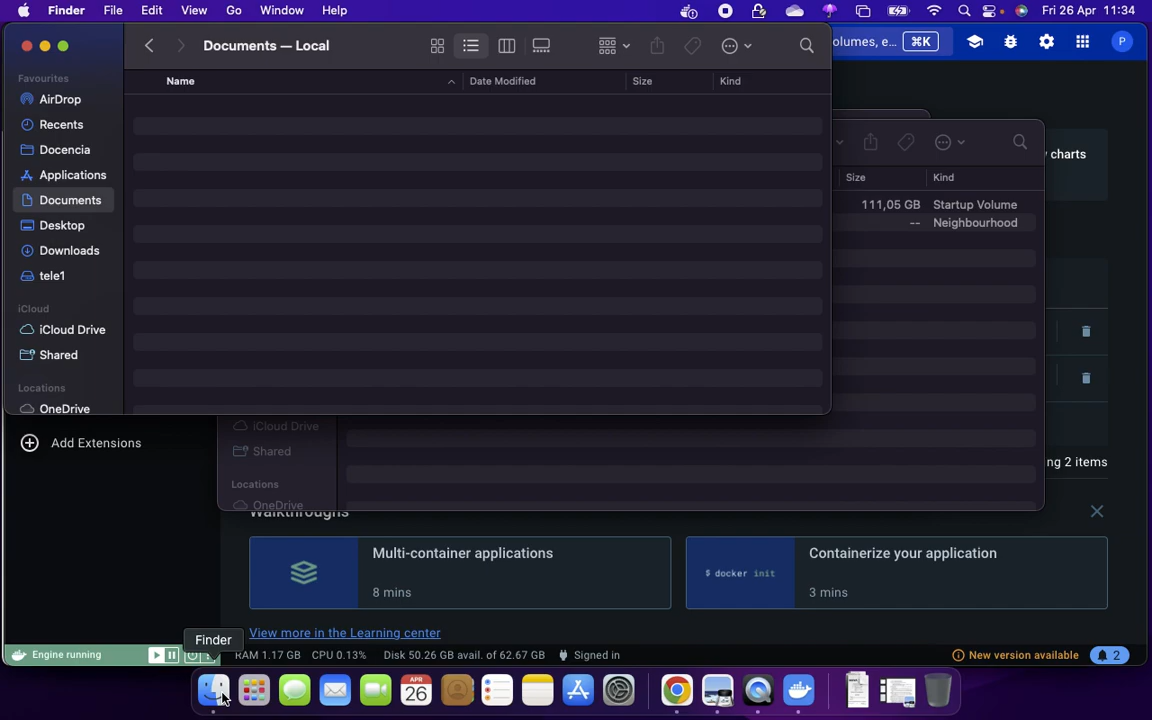 Finder File Edit View Go Window Help Fri 26 Apr 11:34
Documents — Local
olumes, e... ⌘K P
Favourites
Name Date Modified Size Kind
AirDrop
Recents
Docencia
Applications
Documents
Desktop
Downloads
tele1
iCloud
iCloud Drive
Shared
Locations
OneDrive
charts
Size Kind
111,05 GB Startup Volume
-- Neighbourhood
iCloud Drive
Shared
Locations
OneDrive
Add Extensions
ng 2 items
Walkthroughs
Multi-container applications
8 mins
$ docker init
Containerize your application
3 mins
View more in the Learning center
Finder
Engine running RAM 1.17 GB CPU 0.13% Disk 50.26 GB avail. of 62.67 GB Signed in New version available 2
APR
26